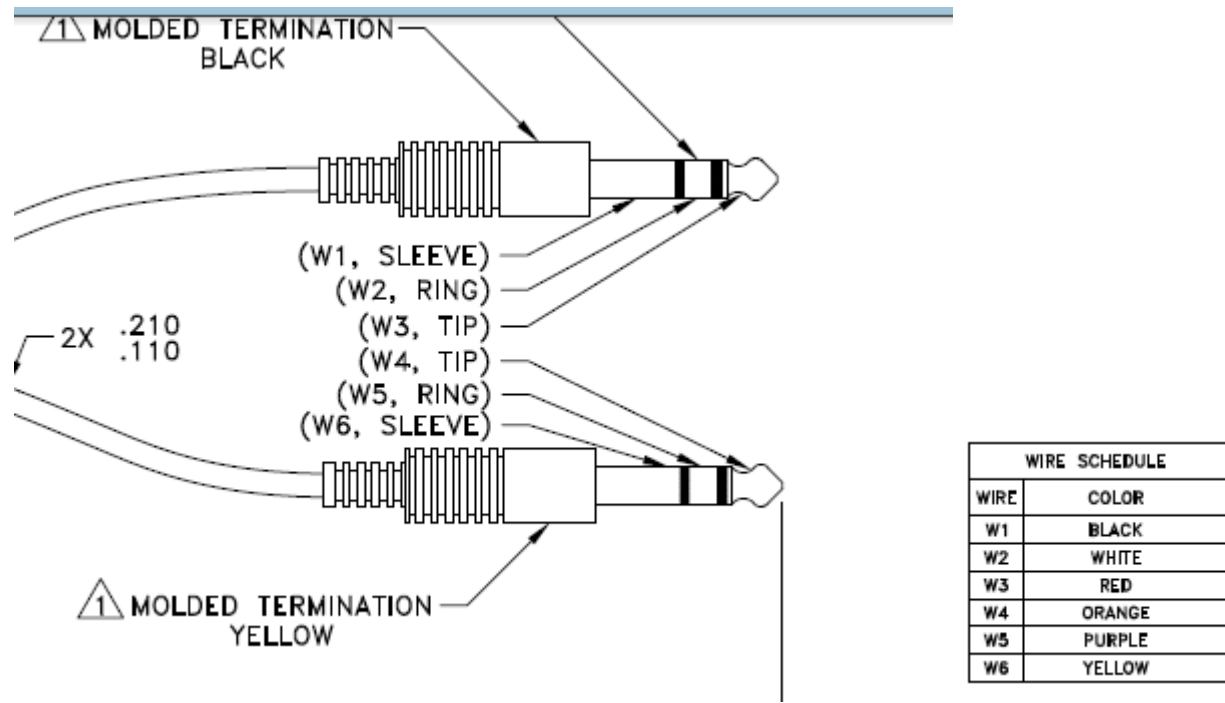 1 MOLDED TERMINATION
BLACK
(W1, SLEEVE)
(W2, RING)
(W3, TIP)
2X .210
.110
(W4, TIP)
(W5, RING)
(W6, SLEEVE)
1 MOLDED TERMINATION
YELLOW
WIRE SCHEDULE
WIRE COLOR
W1 BLACK
W2 WHITE
W3 RED
W4 ORANGE
W5 PURPLE
W6 YELLOW